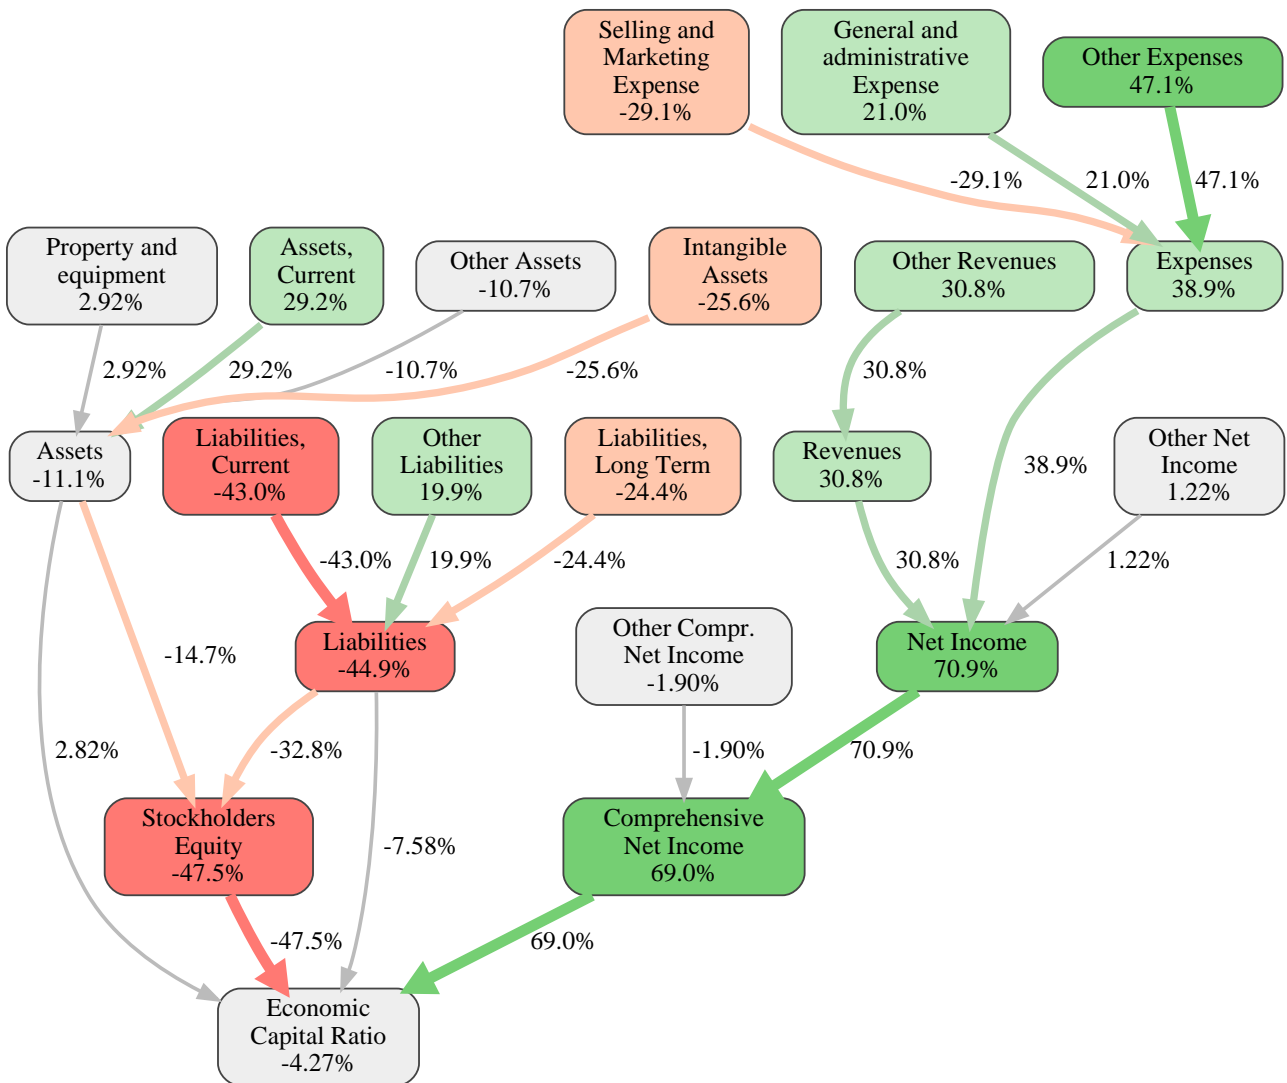 Selling and
Marketing
Expense
-29.1%
General and
administrative
Expense
21.0%
Other Expenses
47.1%
-29.1%
21.0%
47.1%
Property and
equipment
2.92%
Assets,
Current
29.2%
Other Assets
-10.7%
Intangible
Assets
-25.6%
Other Revenues
30.8%
Expenses
38.9%
2.92%
29.2%
-10.7%
-25.6%
30.8%
Assets
-11.1%
Liabilities,
Current
-43.0%
Other
Liabilities
19.9%
Liabilities,
Long Term
-24.4%
Revenues
30.8%
38.9%
Other Net
Income
1.22%
-43.0%
19.9%
-24.4%
30.8%
1.22%
-14.7%
Liabilities
-44.9%
Other Compr.
Net Income
-1.90%
Net Income
70.9%
2.82%
-32.8%
-1.90%
70.9%
Stockholders
Equity
-47.5%
-7.58%
Comprehensive
Net Income
69.0%
-47.5%
69.0%
Economic
Capital Ratio
-4.27%